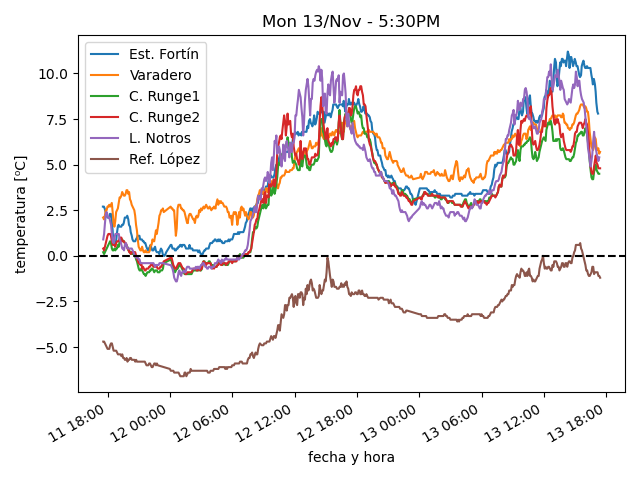 Mon 13/Nov - 5:30PM
temperatura [ºC]
10.0
7.5
5.0
2.5
0.0
−2.5
−5.0
Est. Fortín
Varadero
C. Runge1
C. Runge2
L. Notros
Ref. López
11 18:00
12 00:00
12 06:00
12 12:00
12 18:00
13 00:00
13 06:00
13 12:00
13 18:00
fecha y hora